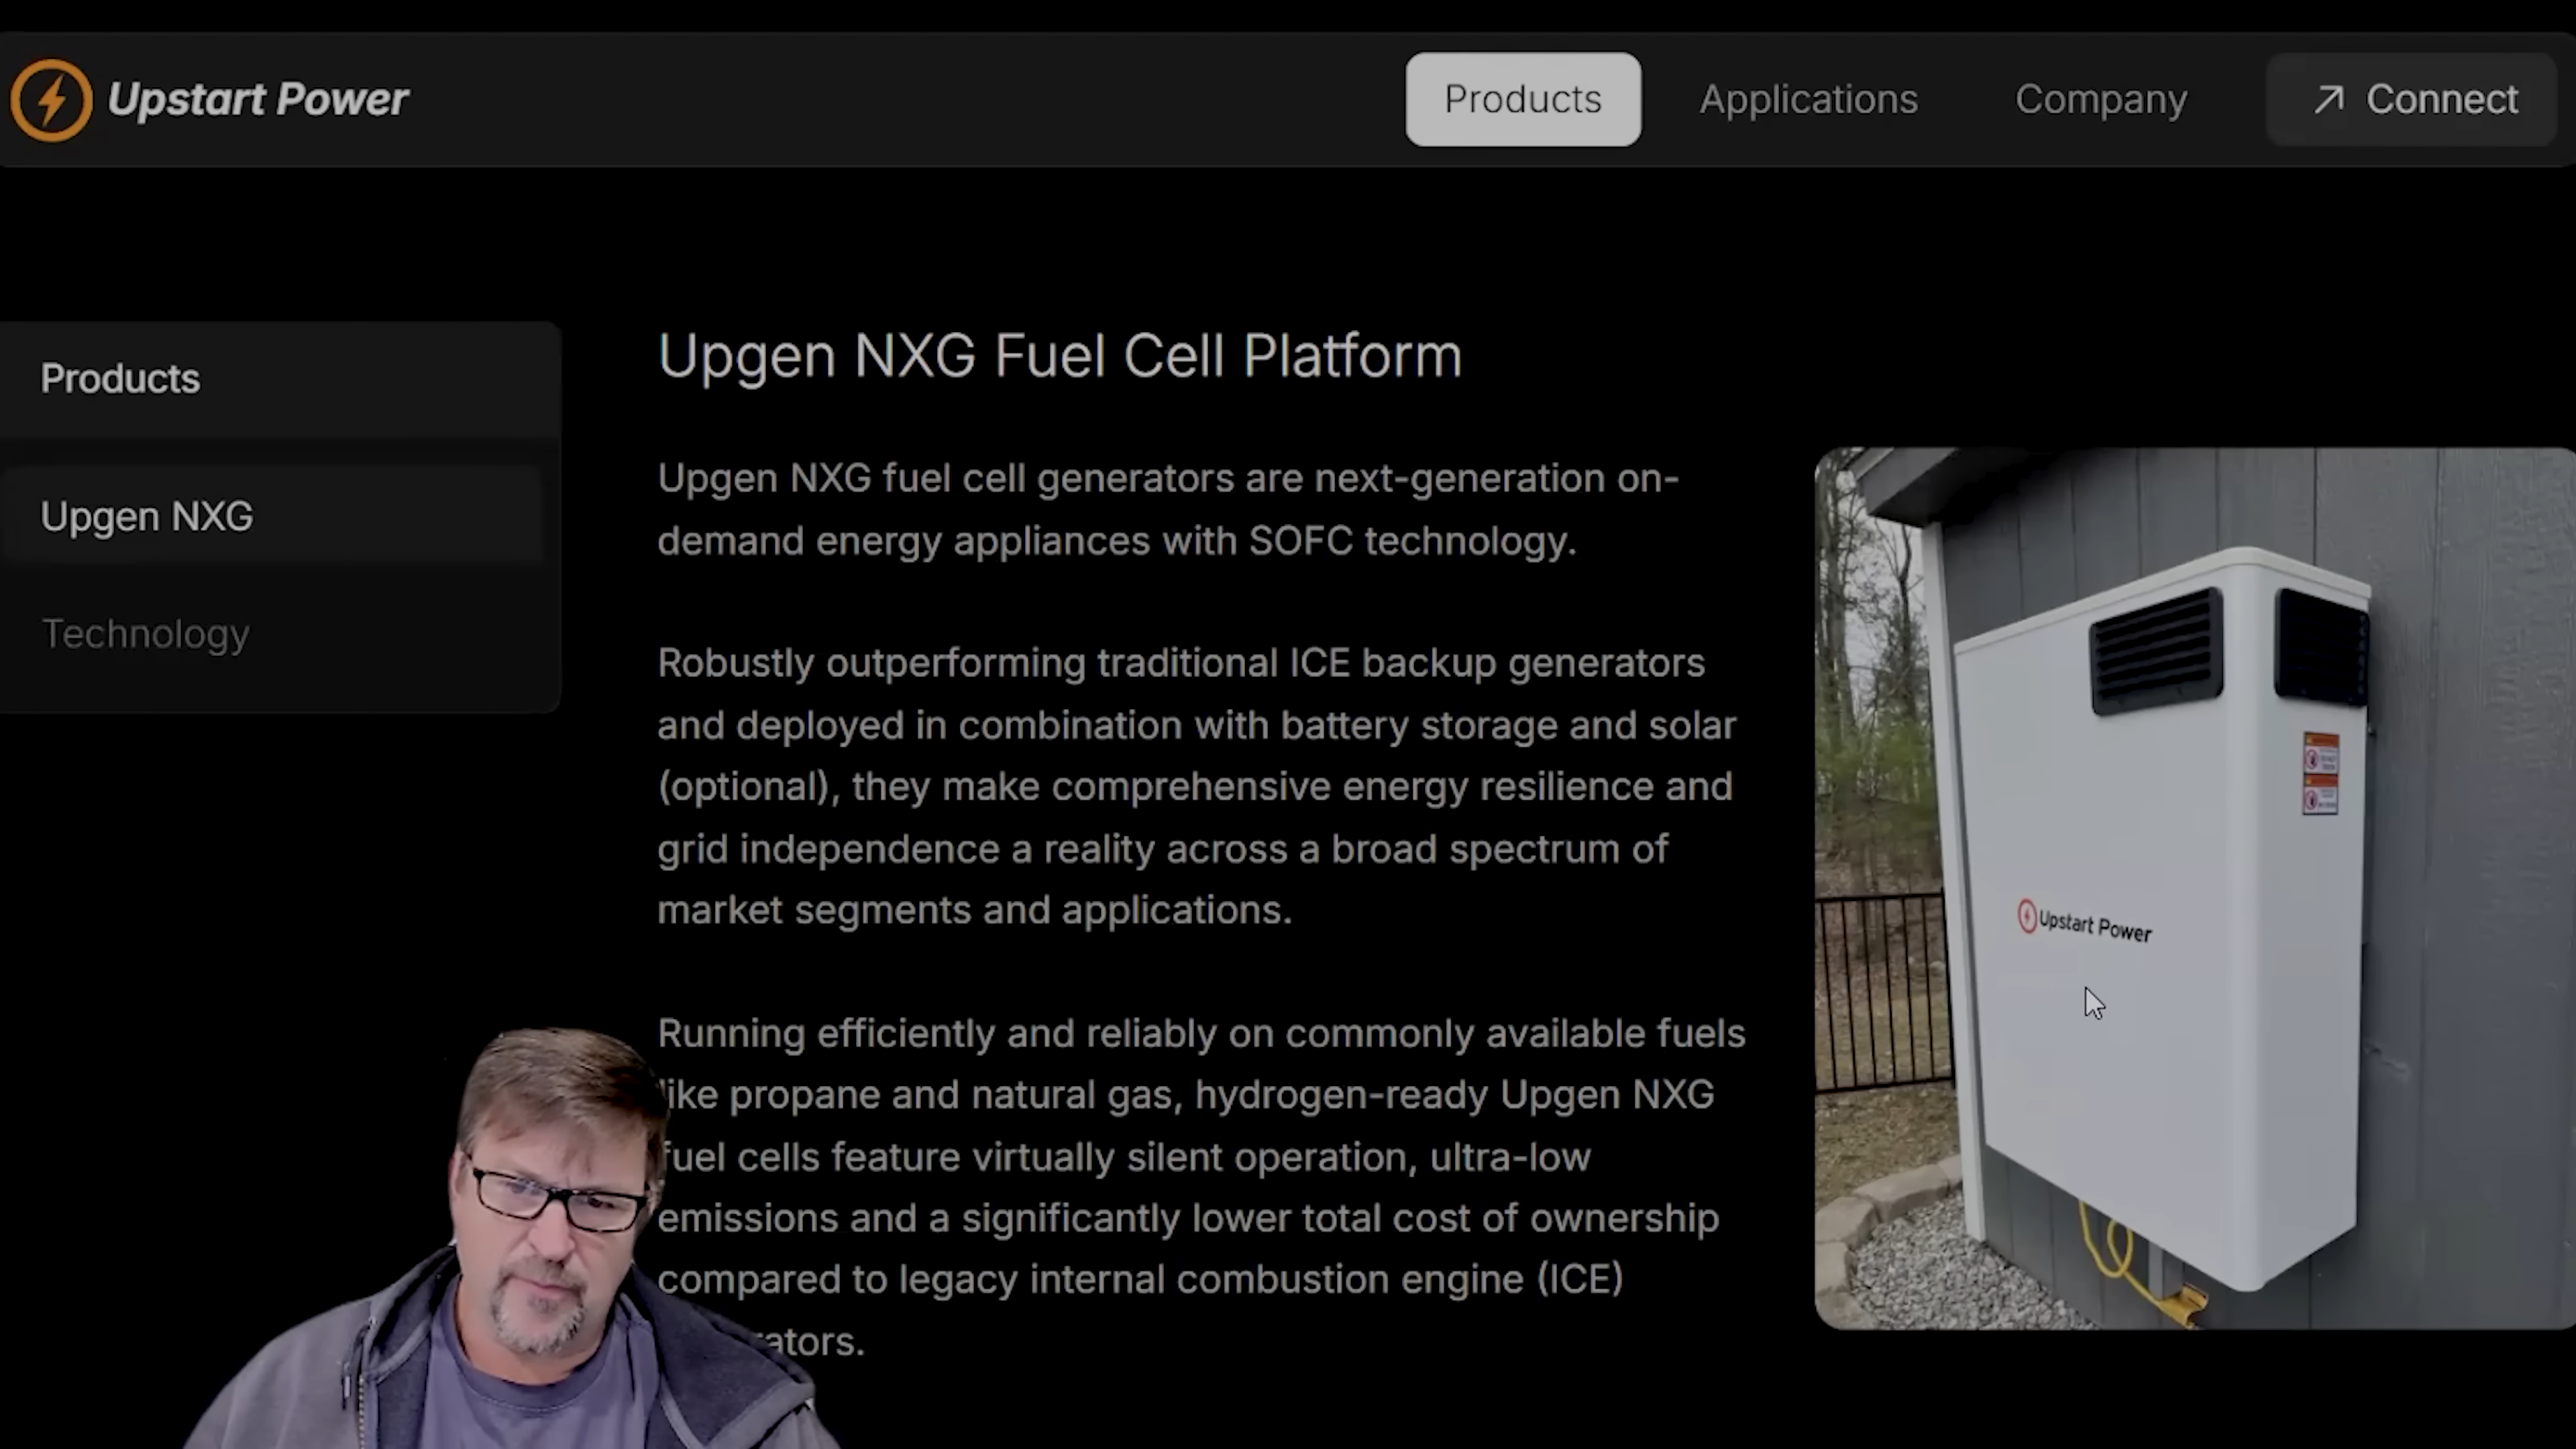 Upstart Power
Products
Applications
Company
Connect
Products
Upgen NXG
Technology
Upgen NXG Fuel Cell Platform
Upgen NXG fuel cell generators are next-generation on-
demand energy appliances with SOFC technology.
Robustly outperforming traditional ICE backup generators
and deployed in combination with battery storage and solar
(optional), they make comprehensive energy resilience and
grid independence a reality across a broad spectrum of
market segments and applications.
Running efficiently and reliably on commonly available fuels
like propane and natural gas, hydrogen-ready Upgen NXG
fuel cells feature virtually silent operation, ultra-low
emissions and a significantly lower total cost of ownership
compared to legacy internal combustion engine (ICE)
Upstart Power